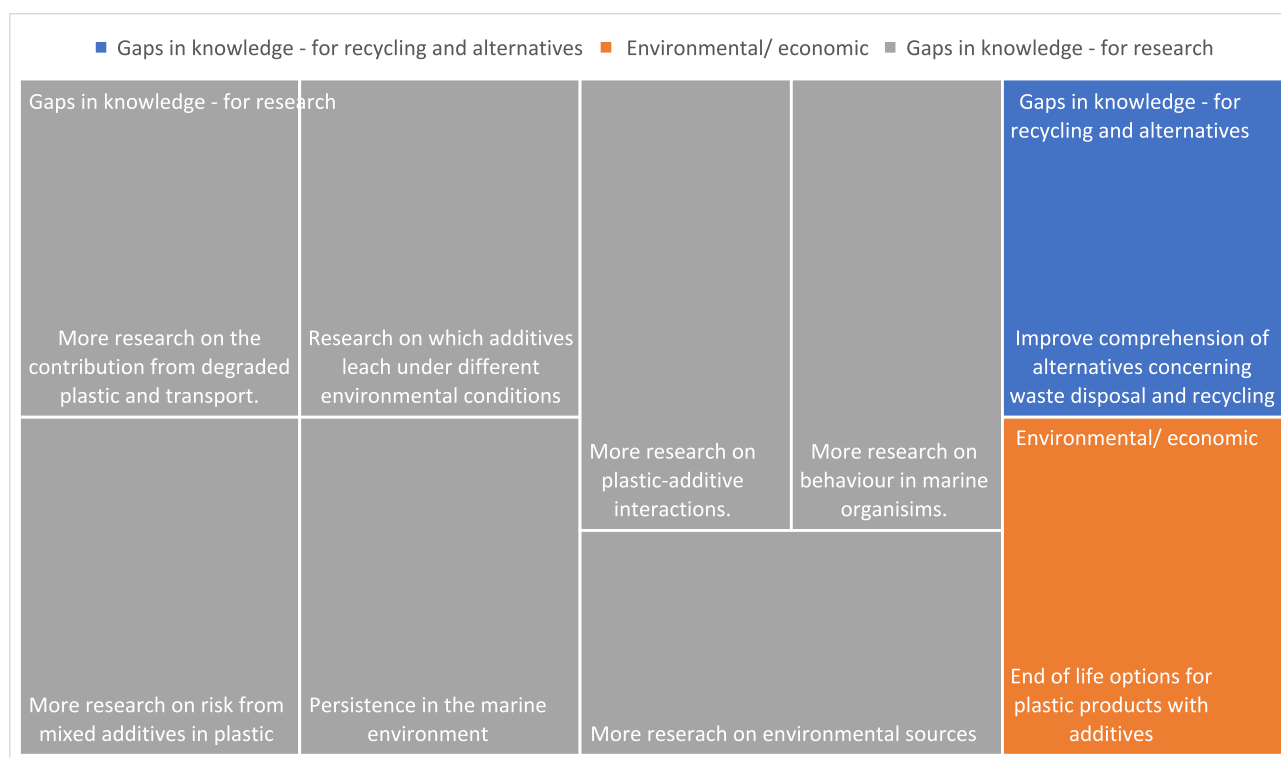 Gaps in knowledge - for recycling and alternatives Environmental/ economic Gaps in knowledge - for research
Gaps in knowledge - for research
More research on the
contribution from degraded
plastic and transport.
Research on which additives
leach under different
environmental conditions
More research on
plastic-additive
interactions.
More research on
behaviour in marine
organisims.
Gaps in knowledge - for
recycling and alternatives
Improve comprehension of
alternatives concerning
waste disposal and recycling
More research on risk from
mixed additives in plastic
Persistence in the marine
environment
More reserach on environmental sources
Environmental/ economic
End of life options for
plastic products with
additives